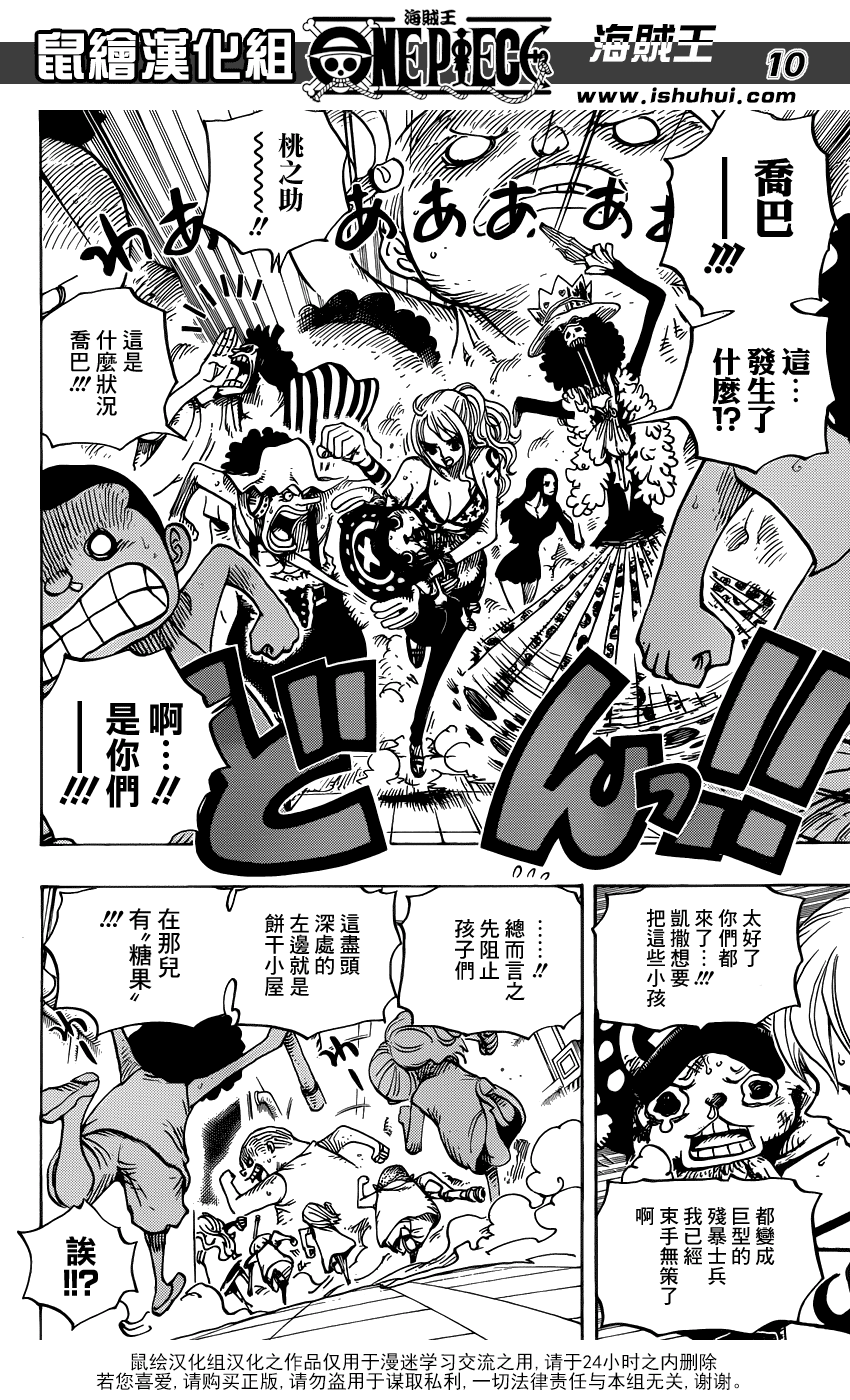 鼠繪漢化組
海賊王
ONE PIECE
海賊王
www.ishuhui.com
10
喬巴
——!!!
這…
發生了
什麼!?
桃之助
~~~~~!!
わあ ああああ
這是
什麼狀況
喬巴!!!
啊…!!
是你們
——!!!
どんっ!!
太好了
你們都
來了…!!!
凱撒想要
把這些小孩
都變成
巨型的
殘暴士兵
我已經
束手無策了
啊
……!!
總而言之
先阻止
孩子們
這盡頭
深處的
左邊就是
餅干小屋
在那兒
有〝糖果〞
!!!
わー
誒
!!?
鼠绘汉化组汉化之作品仅用于漫迷学习交流之用, 请于24小时之内删除
若您喜爱, 请购买正版, 请勿盗用于谋取私利, 一切法律责任与本组无关, 谢谢。